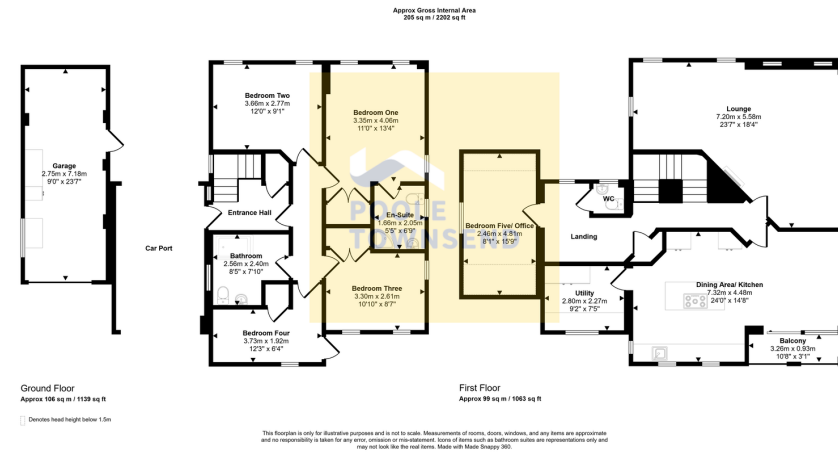 Approx Gross Internal Area
205 sq m / 2202 sq ft
Garage
2.75m x 7.18m
9'0" x 23'7"
Car Port
Bedroom Two
3.66m x 2.77m
12'0" x 9'1"
Bedroom One
3.35m x 4.06m
11'0" x 13'4"
Entrance Hall
En-Suite
1.66m x 2.05m
5'5" x 6'9"
Bathroom
2.56m x 2.40m
8'5" x 7'10"
Bedroom Three
3.30m x 2.61m
10'10" x 8'7"
Bedroom Four
3.73m x 1.92m
12'3" x 6'4"
POOLE
TOWNSEND
Lounge
7.20m x 5.58m
23'7" x 18'4"
WC
Bedroom Five/ Office
2.46m x 4.81m
8'1" x 15'9"
Landing
Utility
2.80m x 2.27m
9'2" x 7'5"
Dining Area/ Kitchen
7.32m x 4.48m
24'0" x 14'8"
Balcony
3.26m x 0.93m
10'8" x 3'1"
Ground Floor
Approx 106 sq m / 1139 sq ft
First Floor
Approx 99 sq m / 1063 sq ft
Denotes head height below 1.5m
This floorplan is only for illustrative purposes and is not to scale. Measurements of rooms, doors, windows, and any items are approximate
and no responsibility is taken for any error, omission or mis-statement. Icons of items such as bathroom suites are representations only and
may not look like the real items. Made with Made Snappy 360.